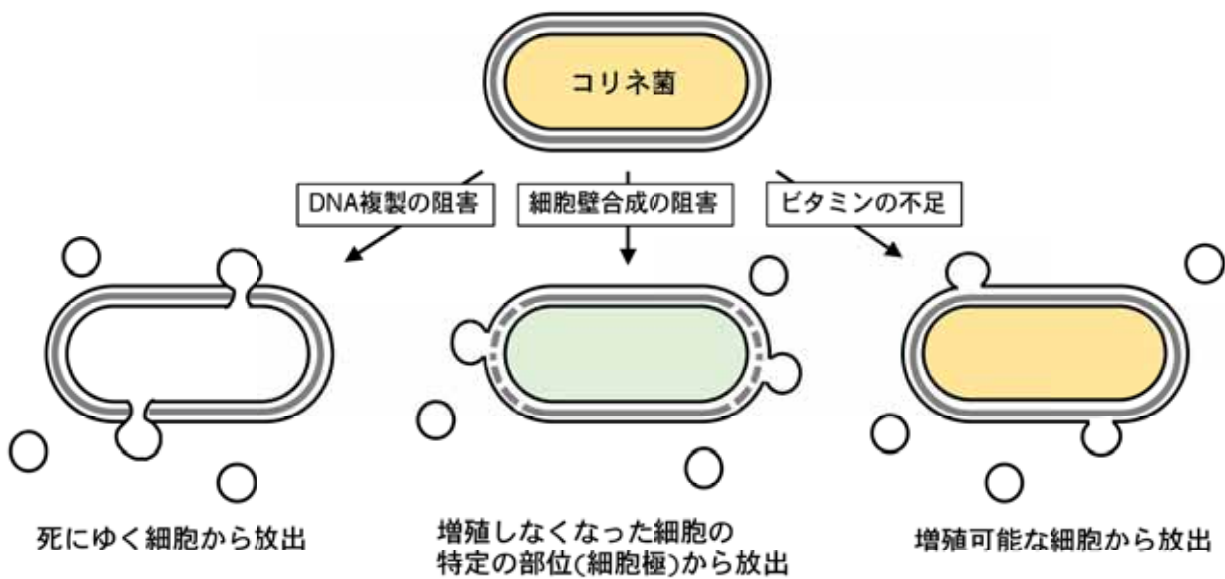 コリネ菌
DNA複製の阻害
細胞壁合成の阻害
ビタミンの不足
死にゆく細胞から放出
増殖しなくなった細胞の
特定の部位(細胞極)から放出
増殖可能な細胞から放出